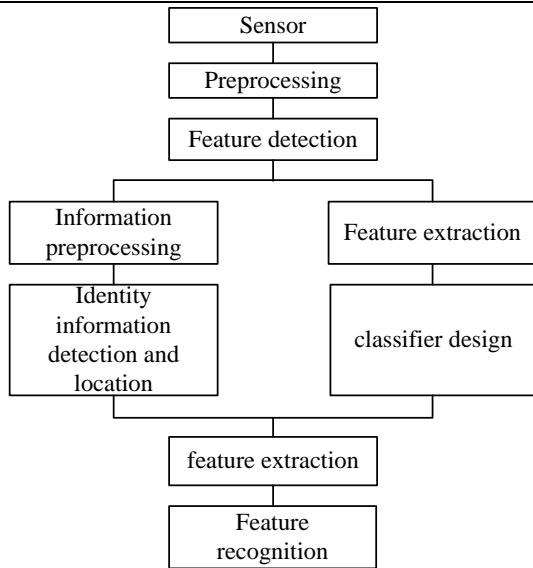 Sensor
Preprocessing
Feature detection
Information
preprocessing
Feature extraction
Identity
information
detection and
location
classifier design
feature extraction
Feature
recognition